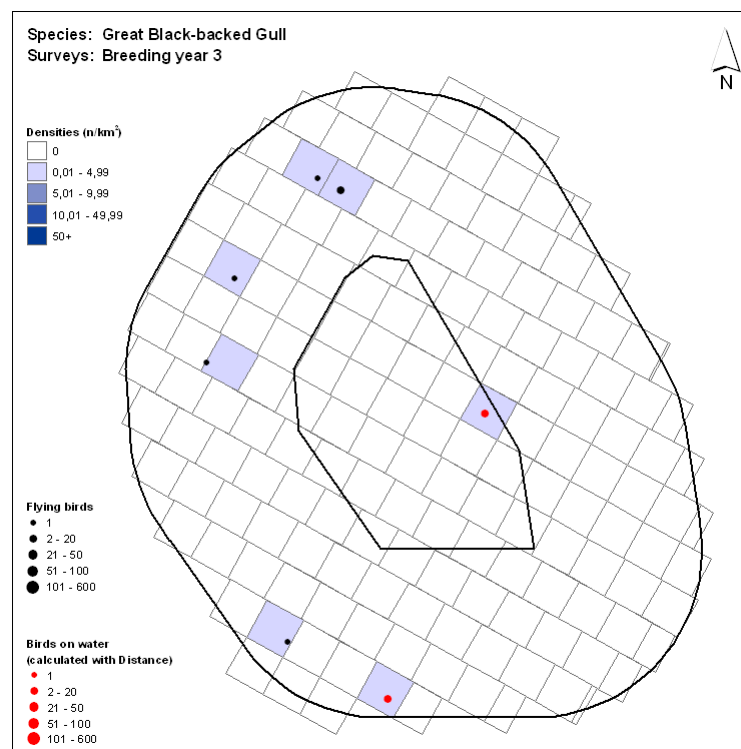 Species: Great Black-backed Gull
Surveys: Breeding year 3
N
Densities (n/km²)
0
0,01 - 4,99
5,01 - 9,99
10,01 - 49,99
50+
Flying birds
1
2 - 20
21 - 50
51 - 100
101 - 600
Birds on water
(calculated with Distance)
1
2 - 20
21 - 50
51 - 100
101 - 600